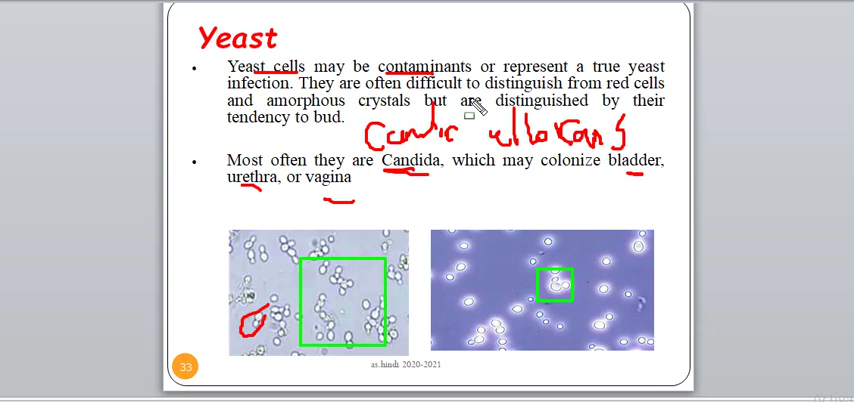 Yeast
• Yeast cells may be contaminants or represent a true yeast
infection. They are often difficult to distinguish from red cells
and amorphous crystals but are distinguished by their
tendency to bud.
• Most often they are Candida, which may colonize bladder,
urethra, or vagina
33
as.hindi 2020-2021